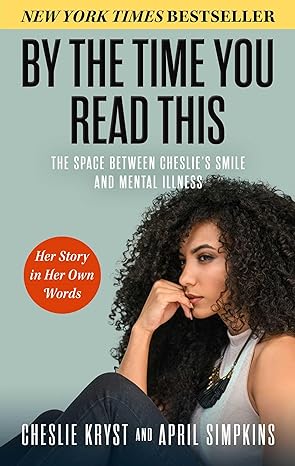 NEW YORK TIMES BESTSELLER
BY THE TIME YOU
READ THIS
THE SPACE BETWEEN CHESLIE'S SMILE
AND MENTAL ILLNESS
Her Story
in Her Own
Words
CHESLIE KRYST AND APRIL SIMPKINS